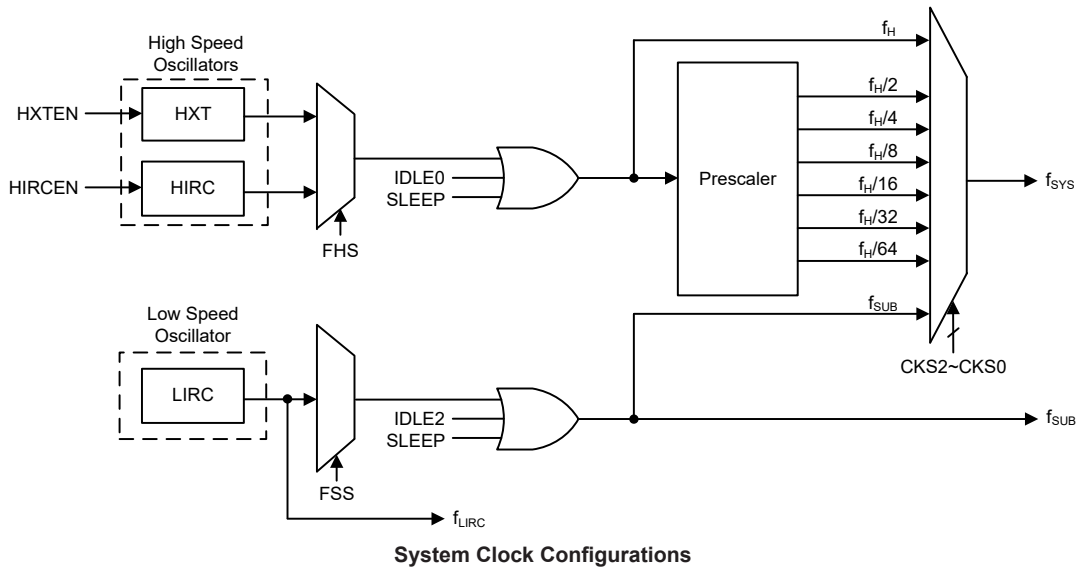 High Speed
Oscillators
HXTEN
HXT
HIRCEN
HIRC
FHS
IDLE0
SLEEP
Prescaler
fH
fH/2
fH/4
fH/8
fH/16
fH/32
fH/64
fSUB
fSYS
CKS2~CKS0
Low Speed
Oscillator
LIRC
FSS
IDLE2
SLEEP
fSUB
fLIRC
System Clock Configurations